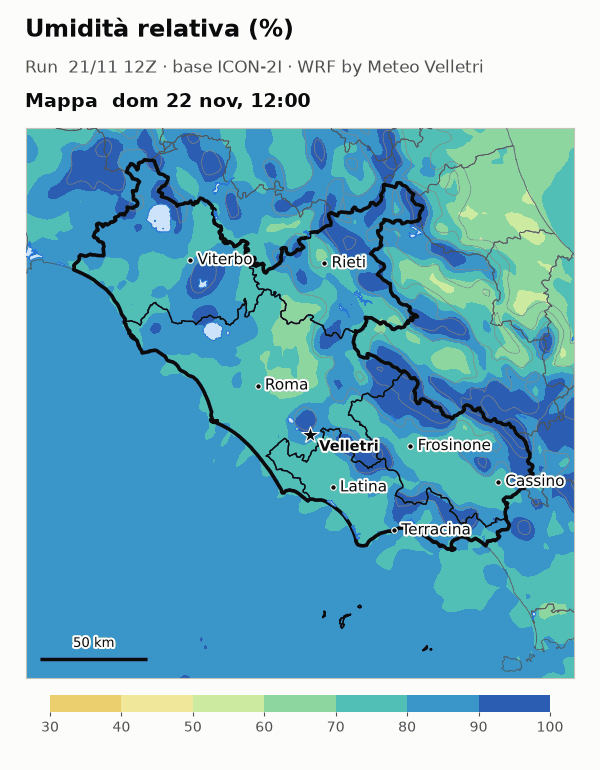 Umidità relativa (%)
Run 21/11 12Z · base ICON-2I · WRF by Meteo Velletri
Mappa dom 22 nov, 12:00
Viterbo
Rieti
Roma
Velletri
Frosinone
Cassino
Latina
Terracina
50 km
30 40 50 60 70 80 90 100